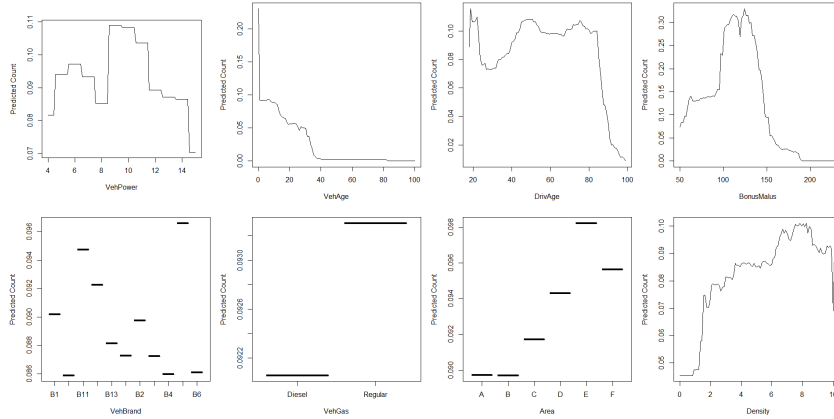 Predicted Count
0.07 0.08 0.09 0.10 0.11
4 6 8 10 12 14
VehPower
Predicted Count
0.00 0.05 0.10 0.15 0.20
0 20 40 60 80 100
VehAge
Predicted Count
0.02 0.04 0.06 0.08 0.10
20 40 60 80 100
DrivAge
Predicted Count
0.00 0.05 0.10 0.15 0.20 0.25 0.30
50 100 150 200
BonusMalus
Predicted Count
0.086 0.088 0.090 0.092 0.094 0.096
B1 B11 B13 B2 B4 B6
VehBrand
Predicted Count
0.0922 0.0926 0.0930
Diesel Regular
VehGas
Predicted Count
0.090 0.092 0.094 0.096 0.098
A B C D E F
Area
Predicted Count
0.05 0.06 0.07 0.08 0.09 0.10
0 2 4 6 8 10
Density